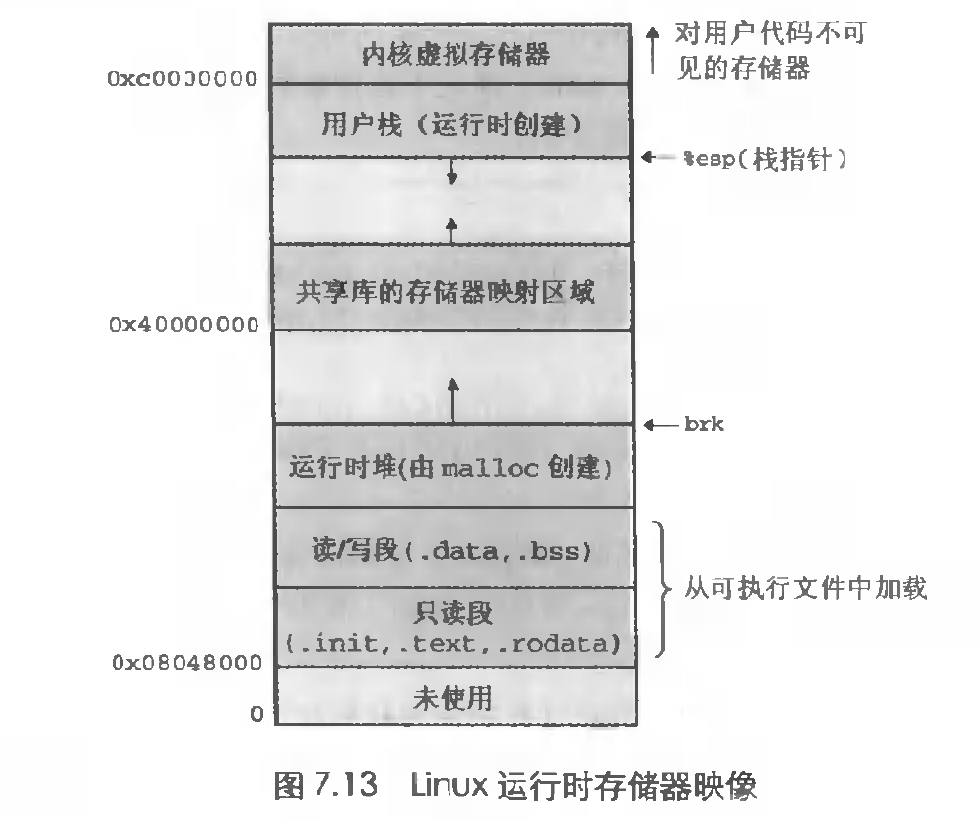 内核虚拟存储器
对用户代码不可
见的存储器
0xc0000000
用户栈（运行时创建）
%esp(栈指针)
共享库的存储器映射区域
0x40000000
brk
运行时堆(由 malloc 创建)
读/写段(.data,.bss)
从可执行文件中加载
只读段
(.init,.text,.rodata)
0x08048000
未使用
0
图 7.13 Linux 运行时存储器映像